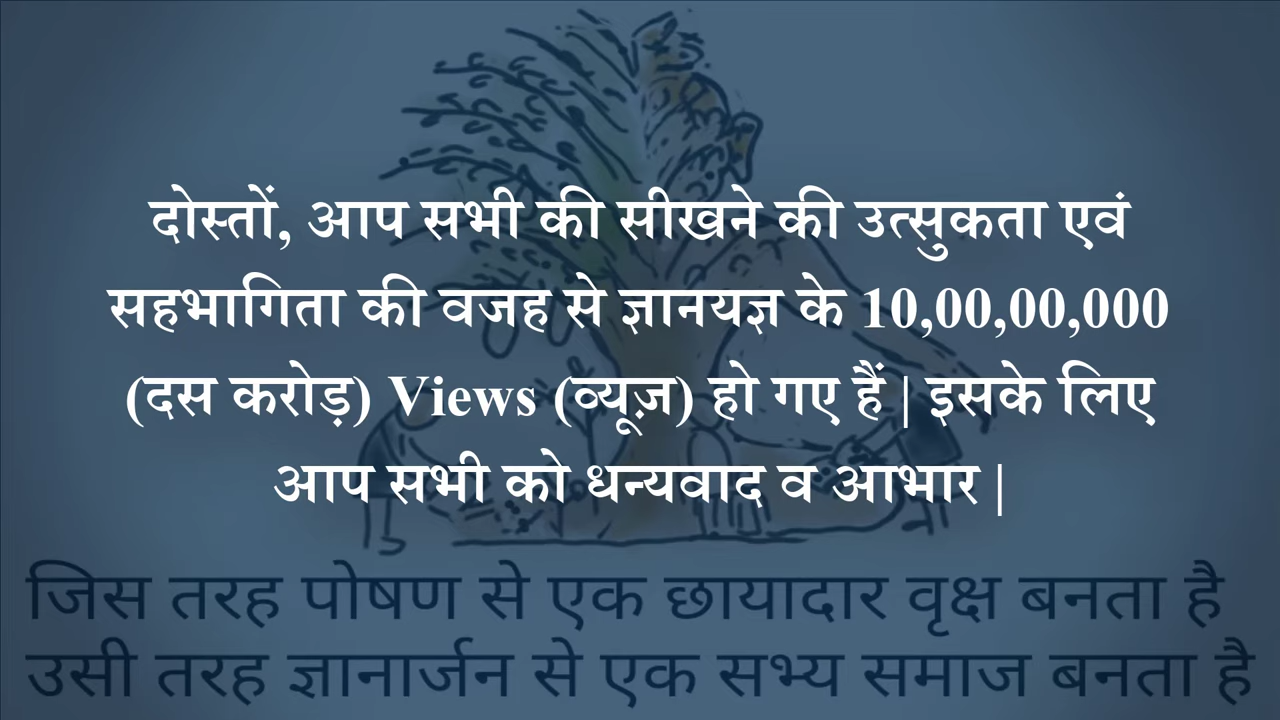 दोस्तों, आप सभी की सीखने की उत्सुकता एवं
सहभागिता की वजह से ज्ञानयज्ञ के 10,00,00,000
(दस करोड़) Views (व्यूज़) हो गए हैं | इसके लिए
आप सभी को धन्यवाद व आभार |
जिस तरह पोषण से एक छायादार वृक्ष बनता है
उसी तरह ज्ञानार्जन से एक सभ्य समाज बनता है